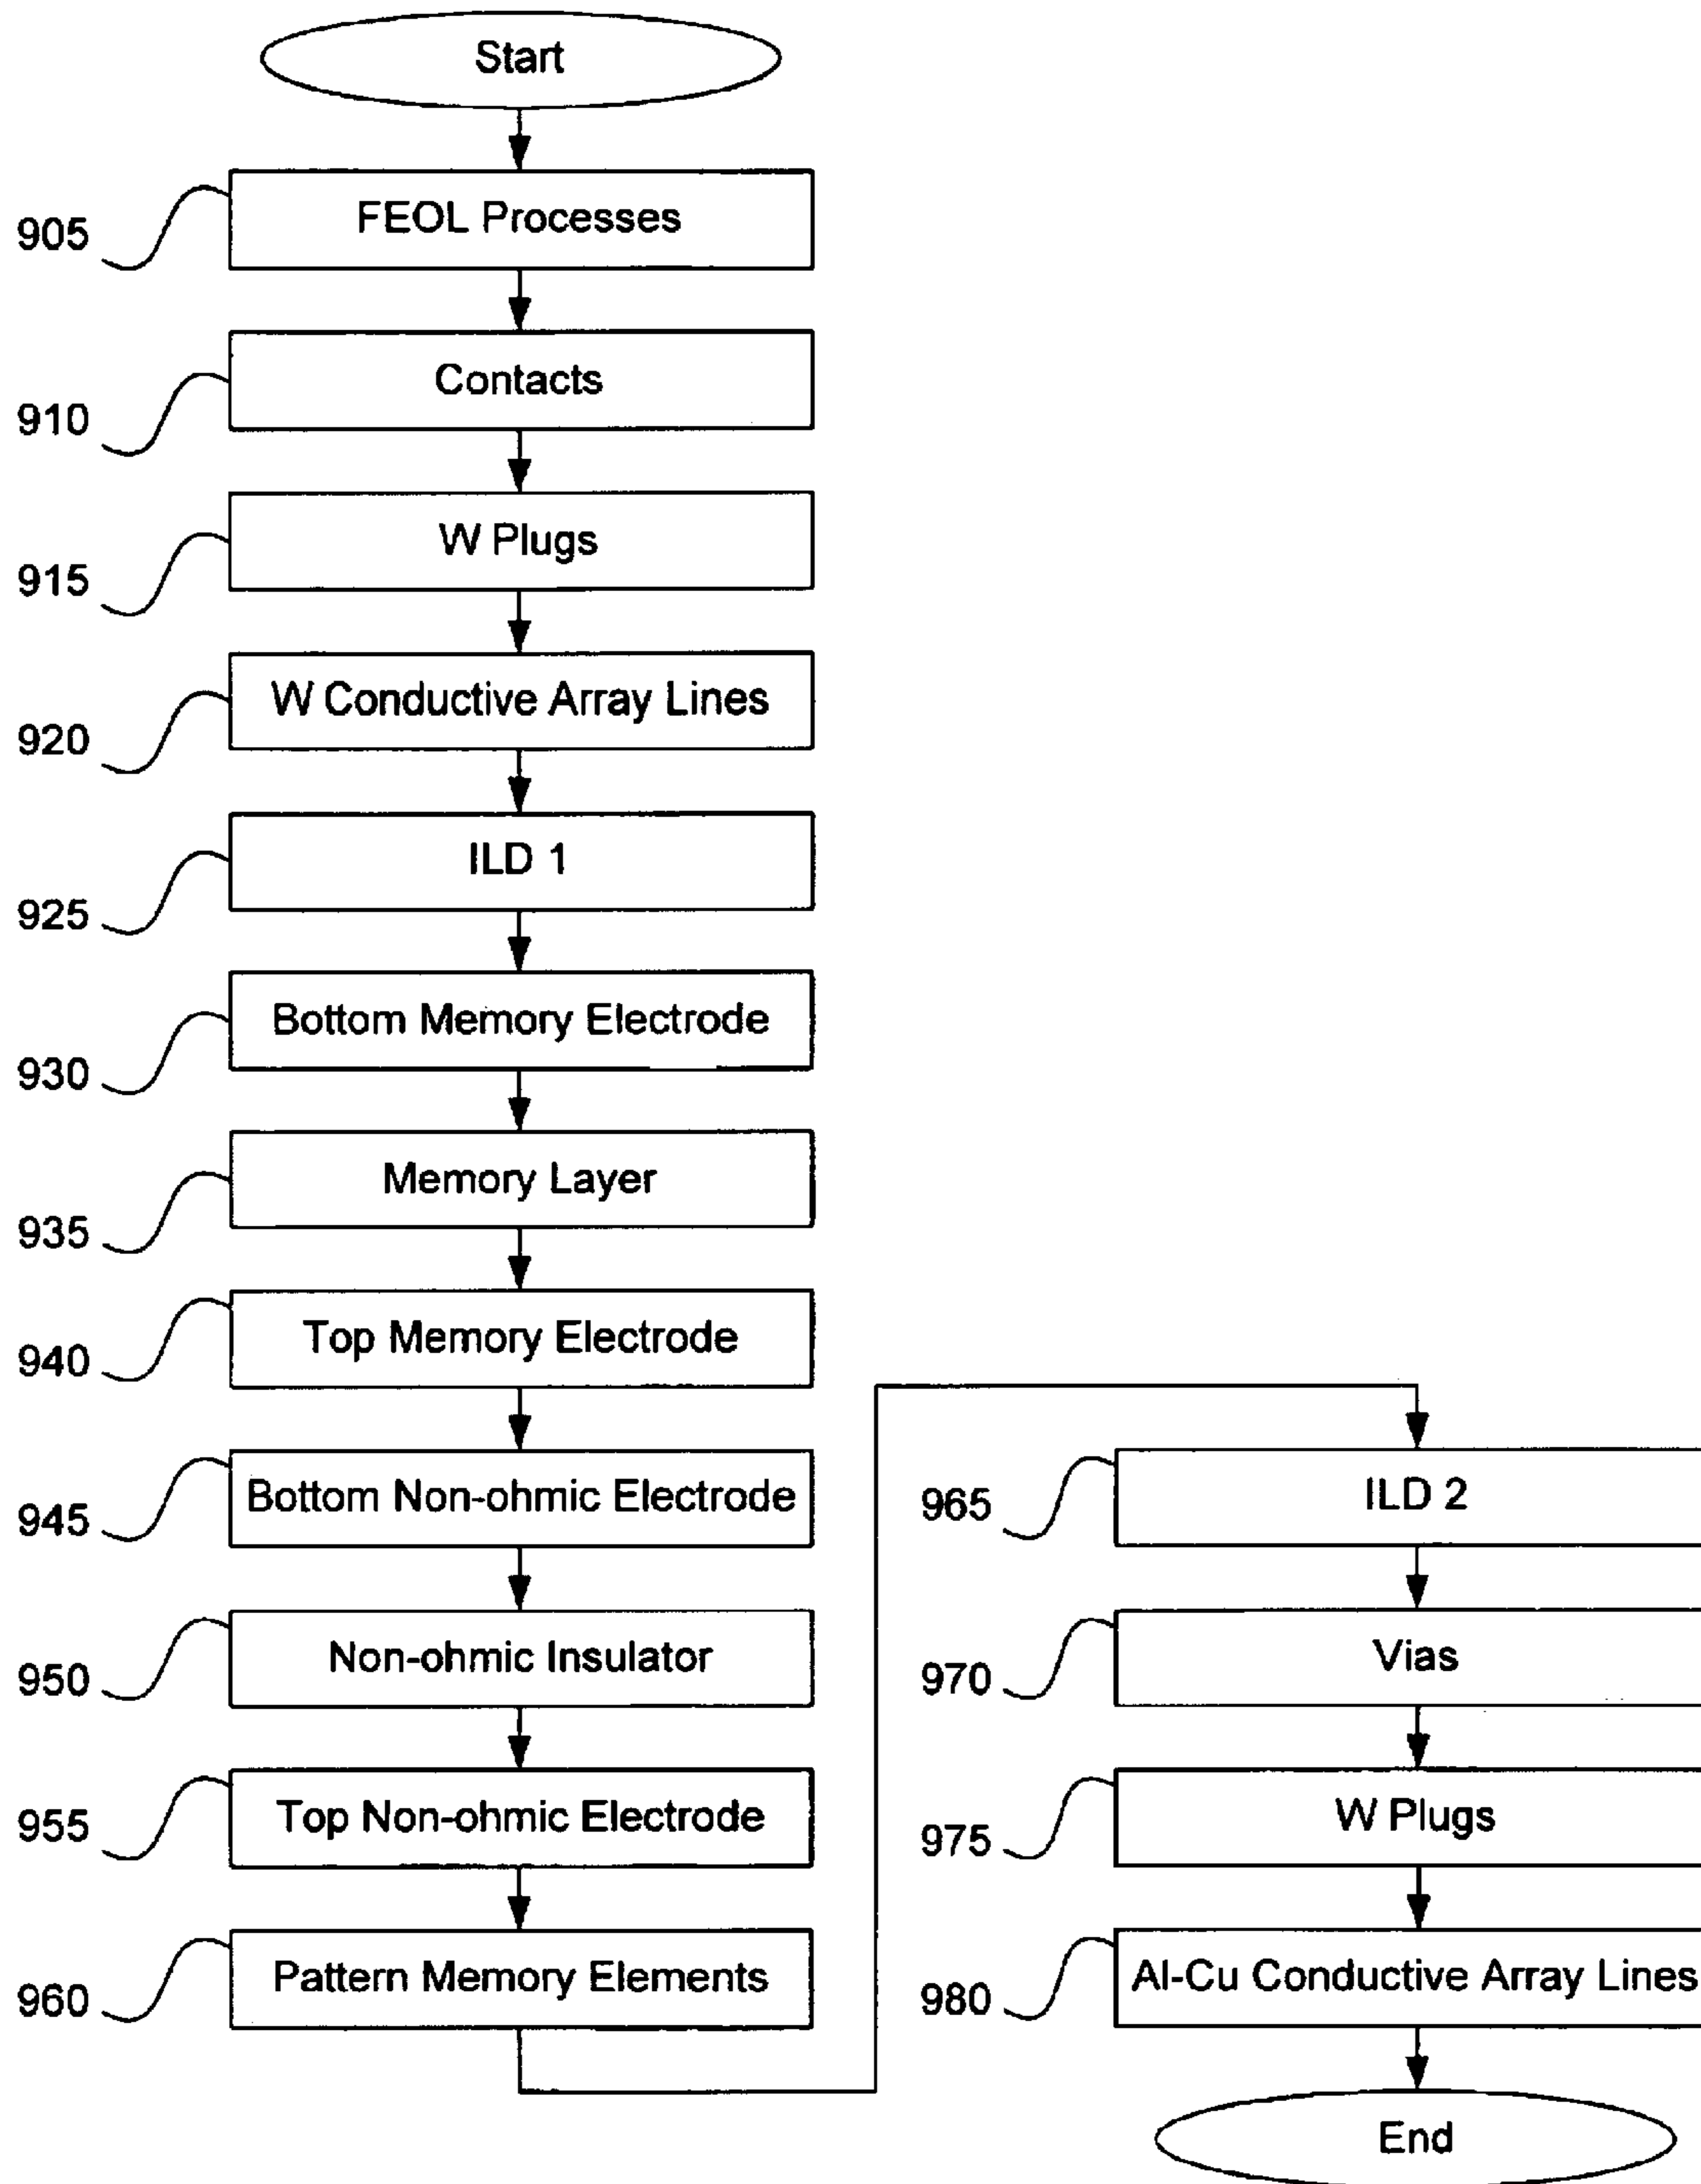 Start
FEOL Processes
905
Contacts
910
W Plugs
915
W Conductive Array Lines
920
ILD 1
925
Bottom Memory Electrode
930
Memory Layer
935
Top Memory Electrode
940
Bottom Non-ohmic Electrode
945
Non-ohmic Insulator
950
Top Non-ohmic Electrode
955
Pattern Memory Elements
960
ILD 2
965
Vias
970
W Plugs
975
Al-Cu Conductive Array Lines
980
End